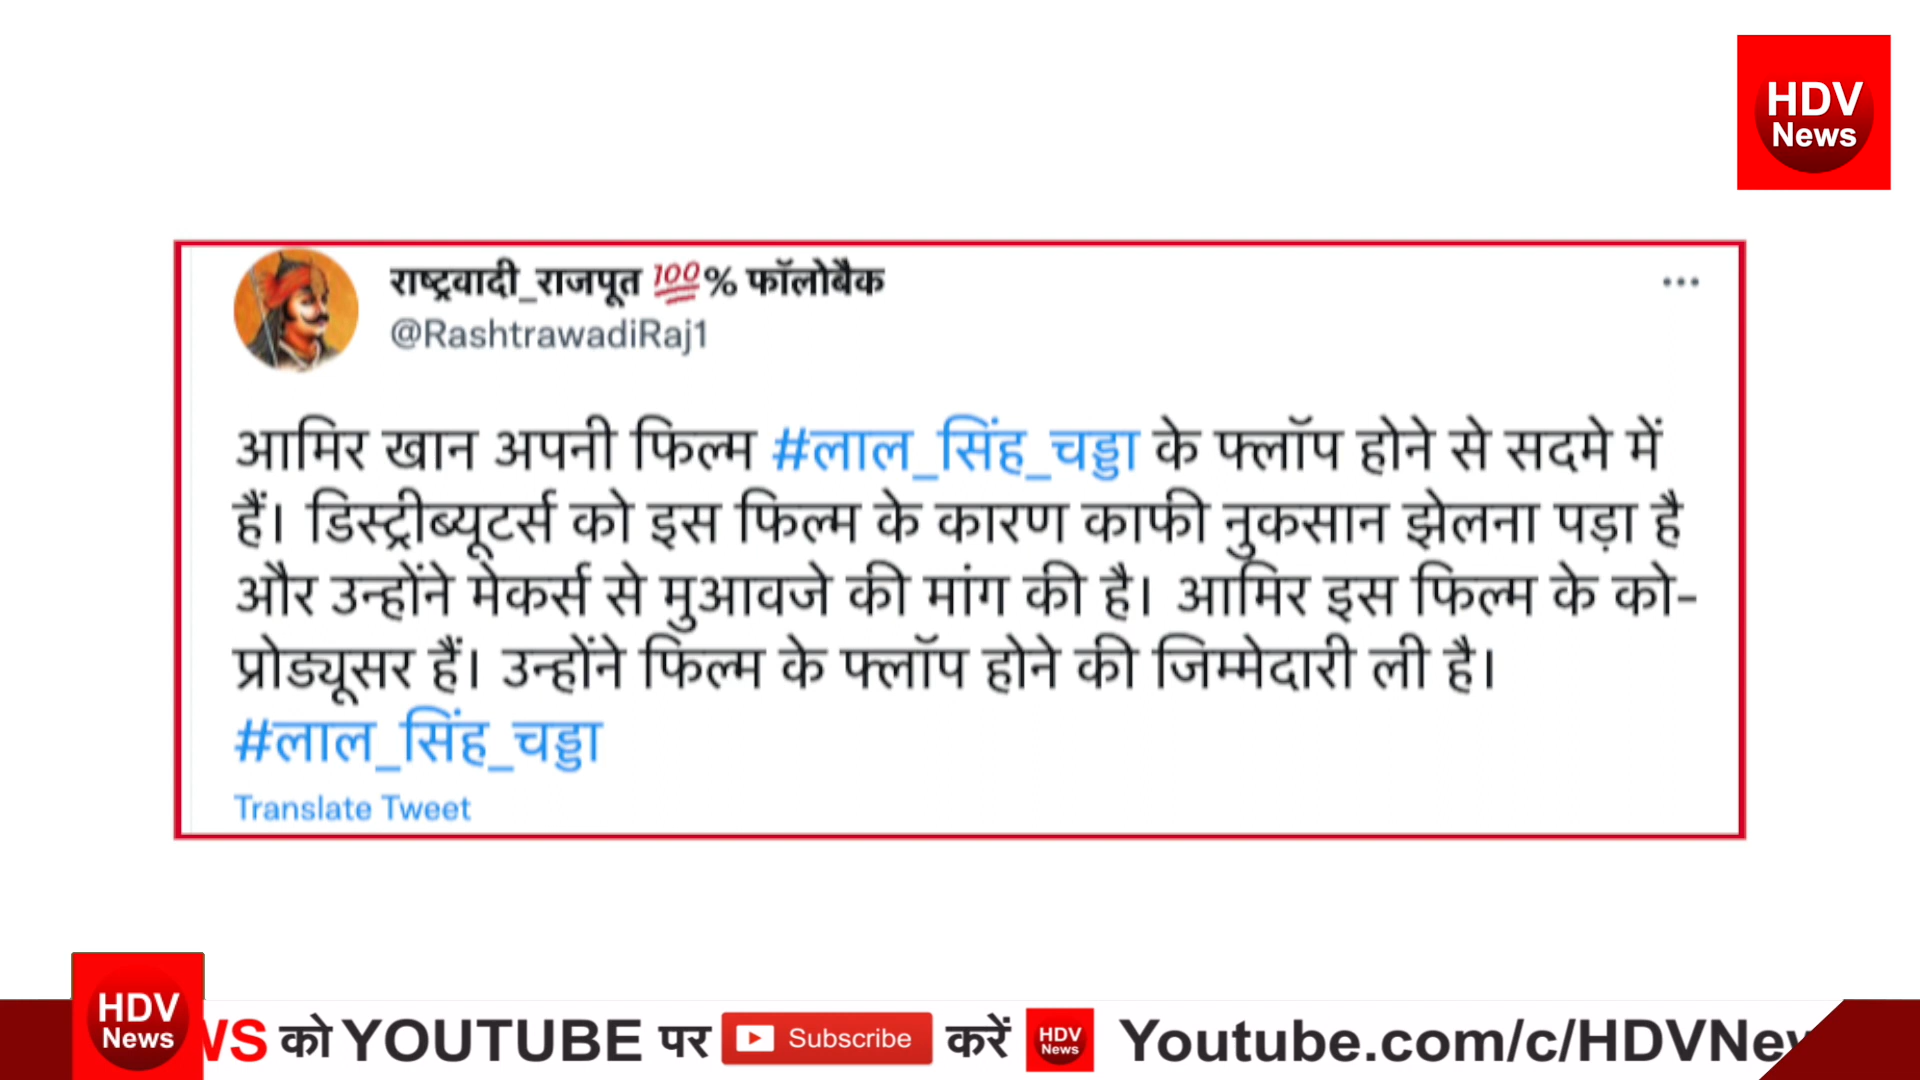 HDV
News
राष्ट्रवादी_राजपूत 💯% फॉलोबैक
@RashtrawadiRaj1
आमिर खान अपनी फिल्म #लाल_सिंह_चड्डा के फ्लॉप होने से सदमे में
हैं। डिस्ट्रीब्यूटर्स को इस फिल्म के कारण काफी नुकसान झेलना पड़ा है
और उन्होंने मेकर्स से मुआवजे की मांग की है। आमिर इस फिल्म के को-
प्रोड्यूसर हैं। उन्होंने फिल्म के फ्लॉप होने की जिम्मेदारी ली है।
#लाल_सिंह_चड्डा
Translate Tweet
HDV
News
WS को YOUTUBE पर Subscribe करें HDV News Youtube.com/c/HDVNew